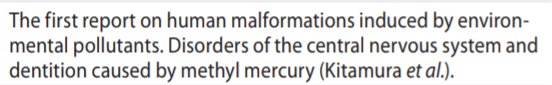 The first report on human malformations induced by environ-
mental pollutants. Disorders of the central nervous system and
dentition caused by methyl mercury (Kitamura et al.).